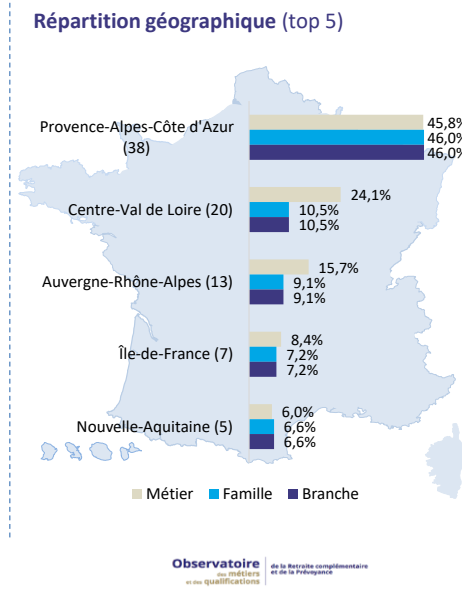 Répartition géographique (top 5)
Provence-Alpes-Côte d'Azur
(38)
45,8%
46,0%
46,0%
Centre-Val de Loire (20)
24,1%
10,5%
10,5%
Auvergne-Rhône-Alpes (13)
15,7%
9,1%
9,1%
Île-de-France (7)
8,4%
7,2%
7,2%
Nouvelle-Aquitaine (5)
6,0%
6,6%
6,6%
Métier Famille Branche
Observatoire de la Retraite complémentaire
des métiers et de la Prévoyance
et des qualifications